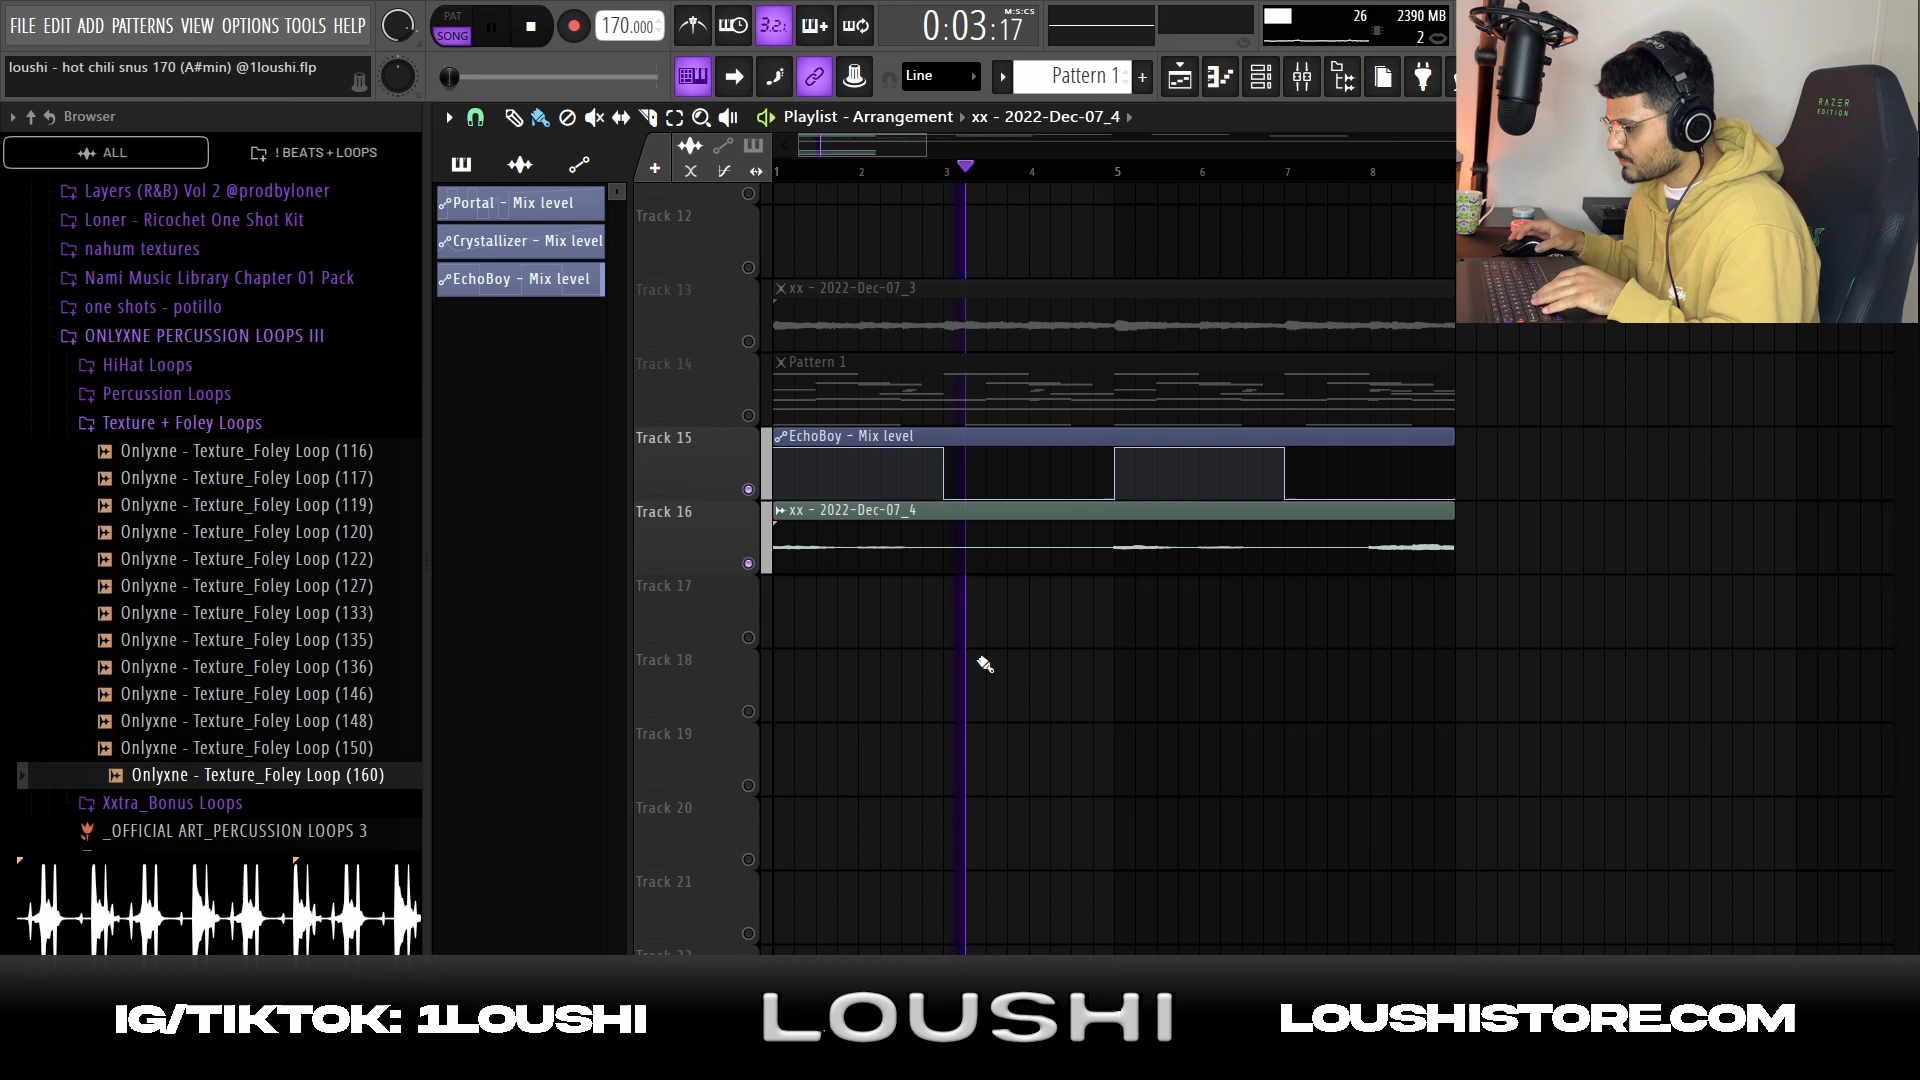 FILE EDIT ADD PATTERNS VIEW OPTIONS TOOLS HELP
PAT
SONG
170.000
3.2.1
0:03:17
M:S:CS
26
2390 MB
2
loushi - hot chili snus 170 (A#min) @1loushi.flp
Line
Pattern 1
Browser
Playlist - Arrangement
xx - 2022-Dec-07_4
ALL
! BEATS + LOOPS
1
2
3
4
5
6
7
8
Layers (R&B) Vol 2 @prodbyloner
Loner - Ricochet One Shot Kit
nahum textures
Nami Music Library Chapter 01 Pack
one shots - potillo
ONLYXNE PERCUSSION LOOPS III
HiHat Loops
Percussion Loops
Texture + Foley Loops
Onlyxne - Texture_Foley Loop (116)
Onlyxne - Texture_Foley Loop (117)
Onlyxne - Texture_Foley Loop (119)
Onlyxne - Texture_Foley Loop (120)
Onlyxne - Texture_Foley Loop (122)
Onlyxne - Texture_Foley Loop (127)
Onlyxne - Texture_Foley Loop (133)
Onlyxne - Texture_Foley Loop (135)
Onlyxne - Texture_Foley Loop (136)
Onlyxne - Texture_Foley Loop (146)
Onlyxne - Texture_Foley Loop (148)
Onlyxne - Texture_Foley Loop (150)
Onlyxne - Texture_Foley Loop (160)
Xxtra_Bonus Loops
_OFFICIAL ART_PERCUSSION LOOPS 3
Portal - Mix level
Crystallizer - Mix level
EchoBoy - Mix level
Track 12
Track 13
xx - 2022-Dec-07_3
Track 14
Pattern 1
Track 15
EchoBoy - Mix level
Track 16
xx - 2022-Dec-07_4
Track 17
Track 18
Track 19
Track 20
Track 21
RAZER
EDITION
IG/TIKTOK: 1LOUSHI
LOUSHI
LOUSHISTORE.COM